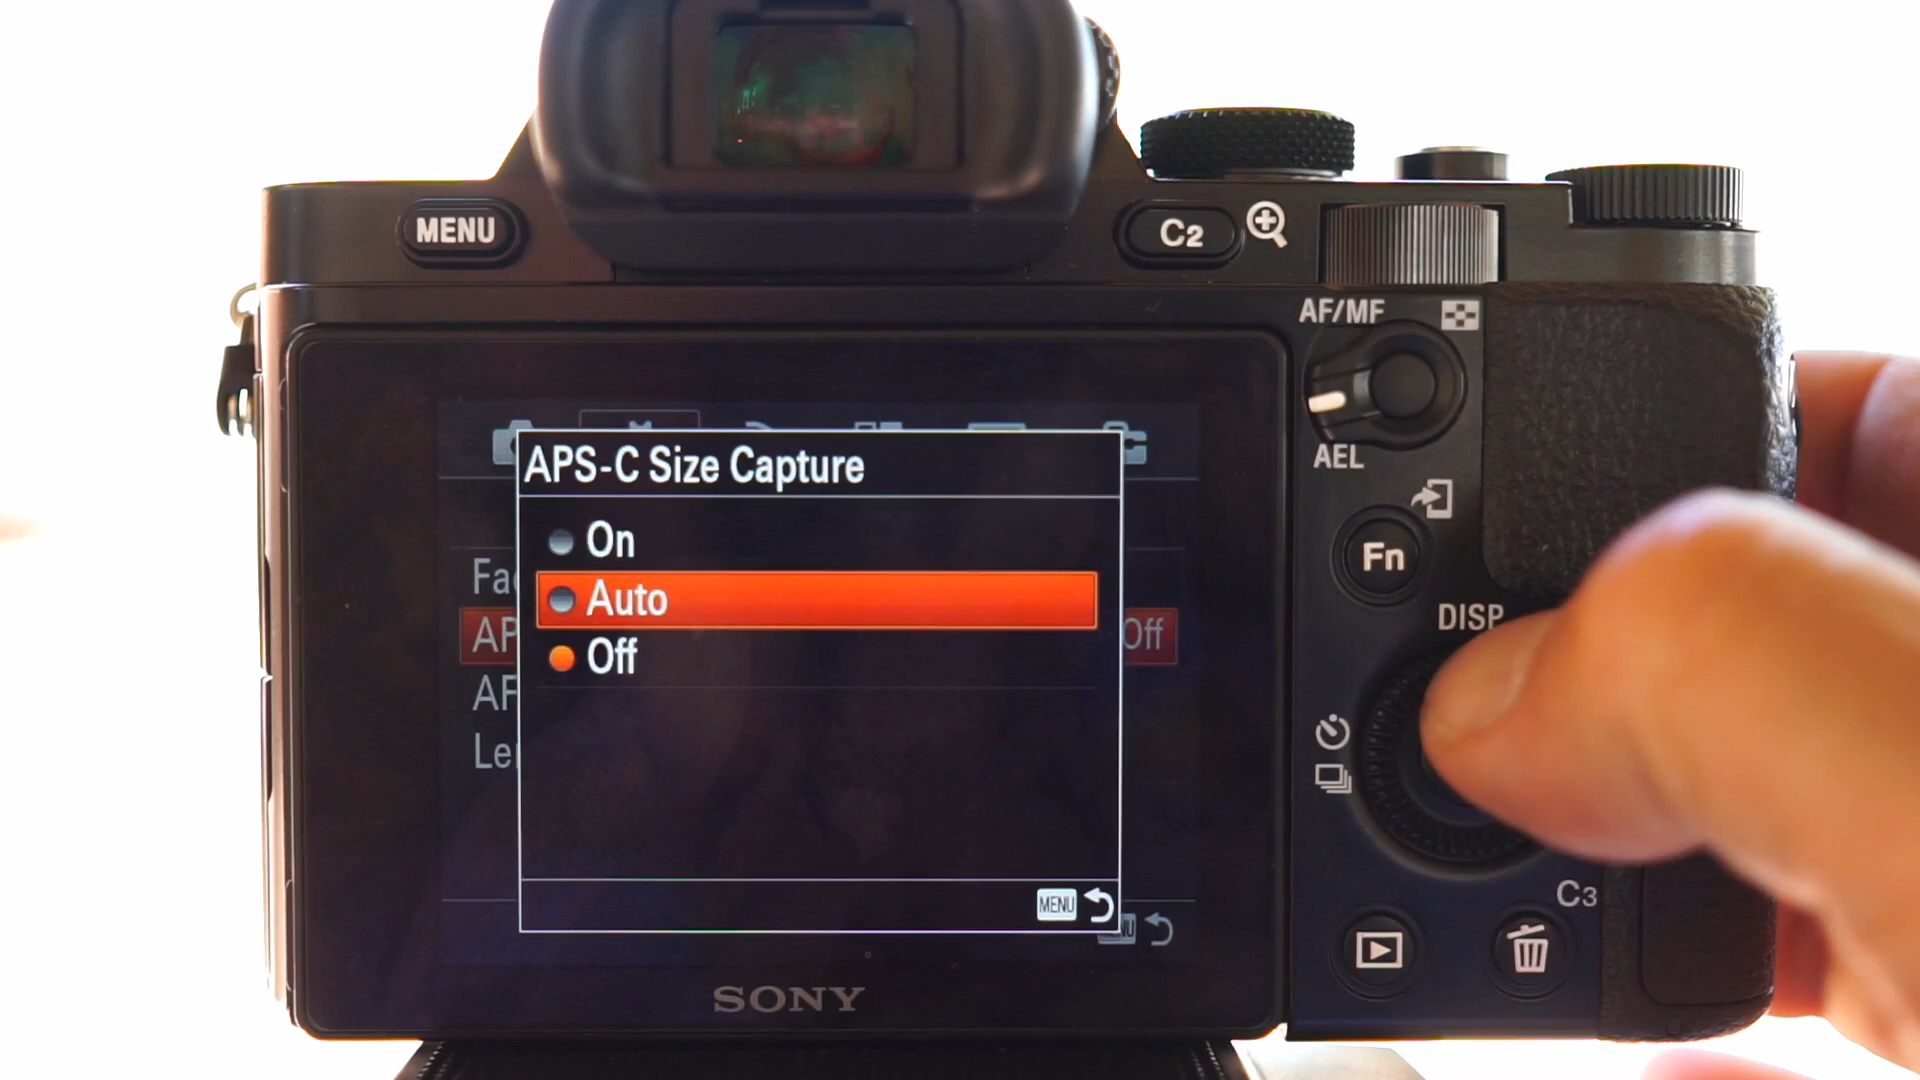 MENU
C2
AF/MF
AEL
APS-C Size Capture
On
Fn
Auto
DISP
Off
Off
MENU
C3
SONY